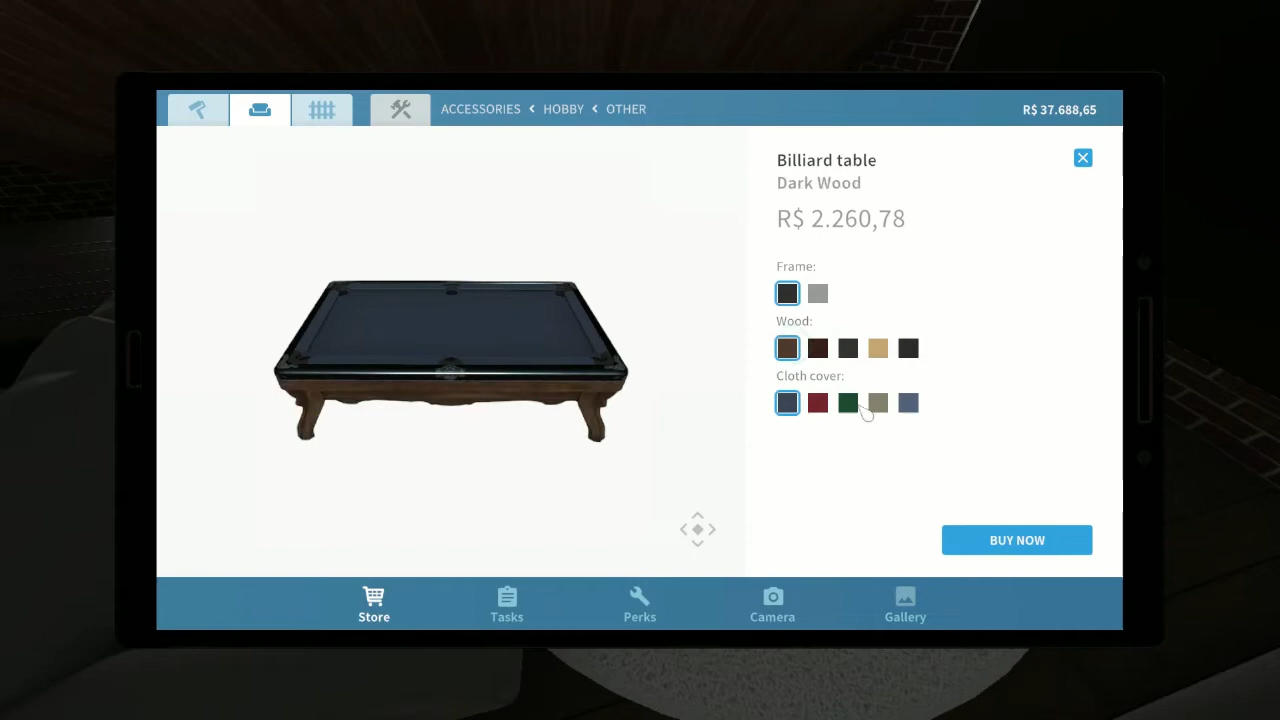 ACCESSORIES < HOBBY < OTHER
R$ 37.688,65
Billiard table
Dark Wood
R$ 2.260,78
Frame:
Wood:
Cloth cover:
BUY NOW
Store
Tasks
Perks
Camera
Gallery